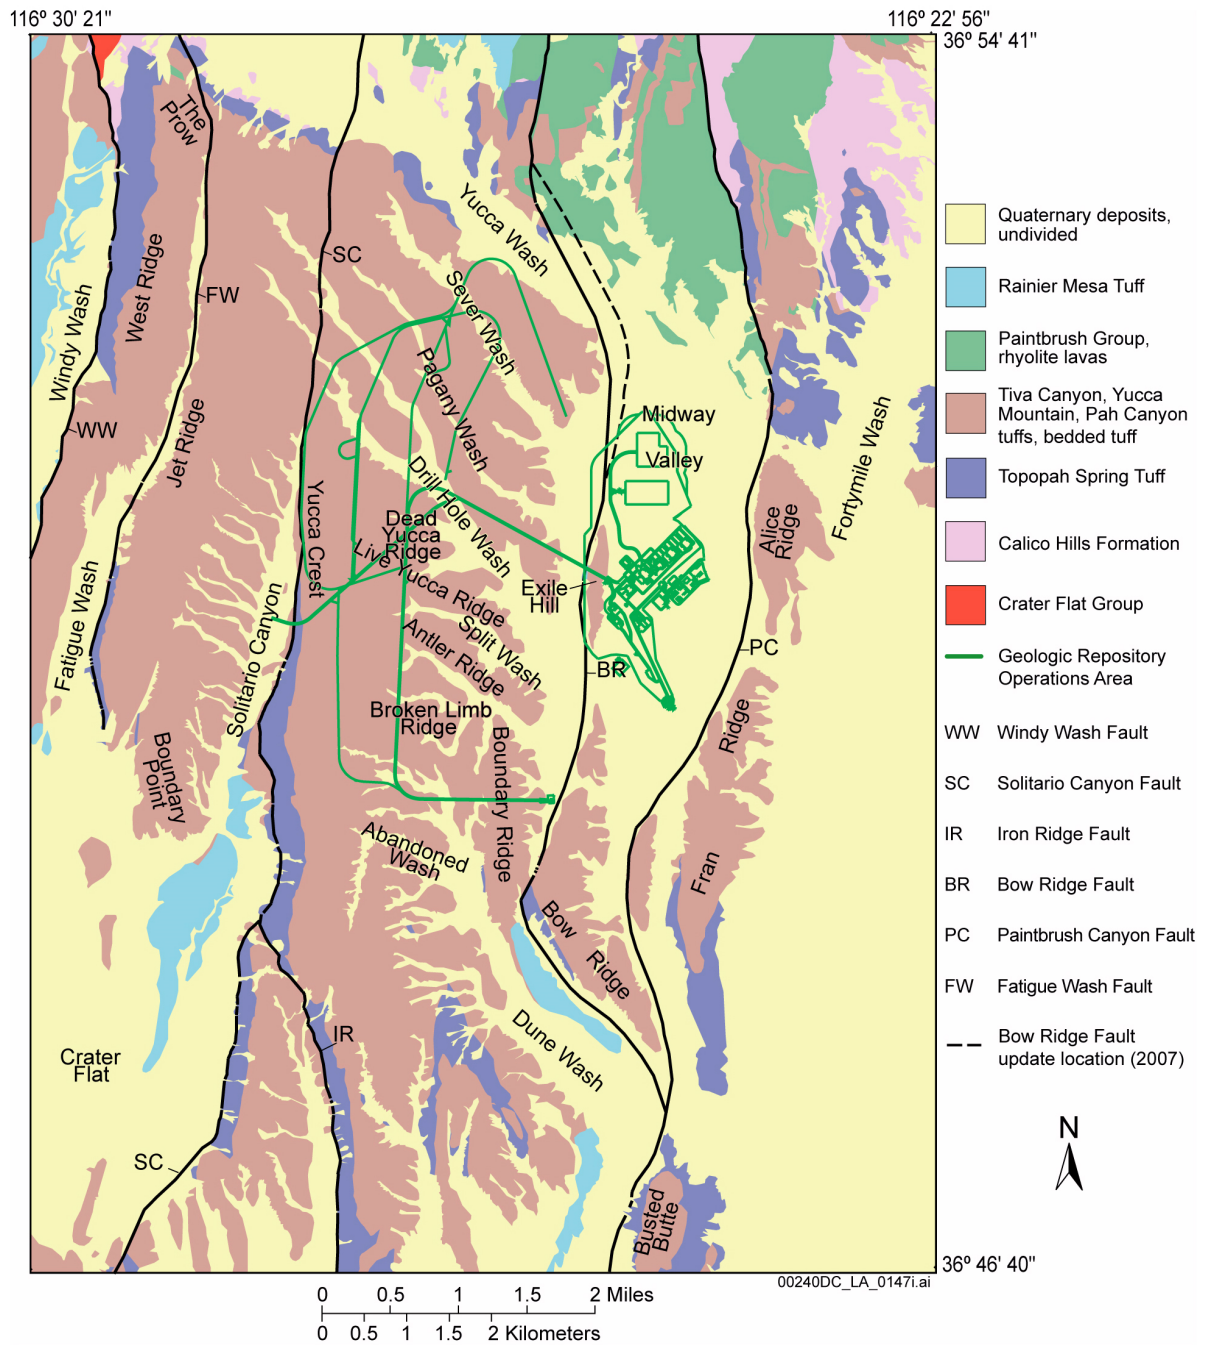 116º 30' 21"
116º 22' 56"
36º 54' 41"
The
Prow
Yucca Wash
West Ridge
SC
FW
Windy Wash
Sever Wash
Pagany Wash
WW
Jet Ridge
Midway
Valley
Fortymile Wash
Drill Hole Wash
Yucca Crest
Dead
Yucca
Ridge
Live Yucca Ridge
Alice
Ridge
Exile
Hill
Fatigue Wash
Solitario Canyon
Split Wash
Antler Ridge
BR
PC
Broken Limb
Ridge
Boundary
Point
Boundary Ridge
Ridge
Fran
Abandoned
Wash
Bow
Ridge
IR
Dune Wash
Crater
Flat
SC
Busted
Butte
Quaternary deposits,
undivided
Rainier Mesa Tuff
Paintbrush Group,
rhyolite lavas
Tiva Canyon, Yucca
Mountain, Pah Canyon
tuffs, bedded tuff
Topopah Spring Tuff
Calico Hills Formation
Crater Flat Group
Geologic Repository
Operations Area
WW Windy Wash Fault
SC Solitario Canyon Fault
IR Iron Ridge Fault
BR Bow Ridge Fault
PC Paintbrush Canyon Fault
FW Fatigue Wash Fault
Bow Ridge Fault
update location (2007)
N
36º 46' 40"
00240DC_LA_0147i.ai
0 0.5 1 1.5 2 Miles
0 0.5 1 1.5 2 Kilometers